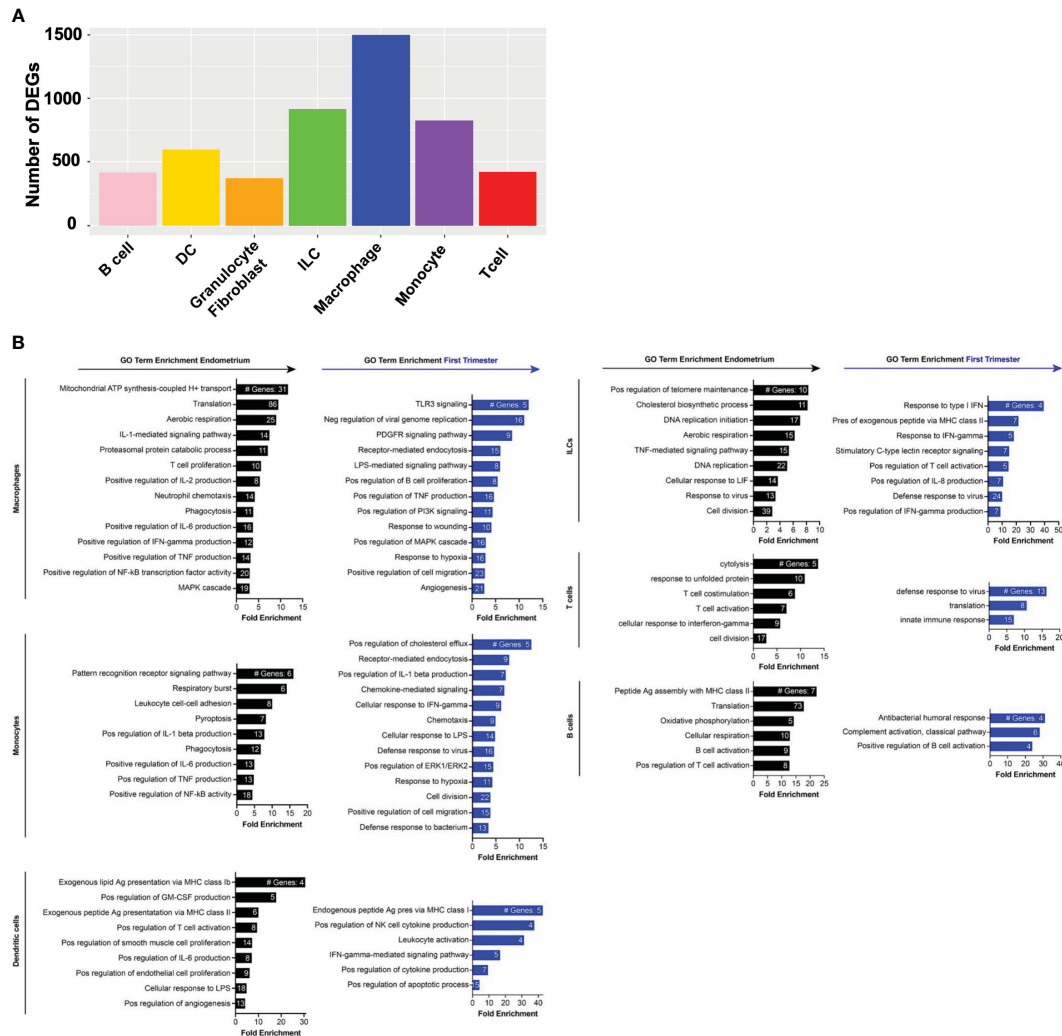 A
Number of DEGs
1500
1000
500
0
B cell
DC
Granulocyte
Fibroblast
ILC
Macrophage
Monocyte
Tcell
B
GO Term Enrichment Endometrium
GO Term Enrichment First Trimester
Macrophages
Mitochondrial ATP synthesis-coupled H+ transport # Genes: 31
Translation 86
Aerobic respiration 25
IL-1-mediated signaling pathway 14
Proteasomal protein catabolic process 11
T cell proliferation 10
Positive regulation of IL-2 production 8
Neutrophil chemotaxis 14
Phagocytosis 11
Positive regulation of IL-6 production 16
Positive regulation of IFN-gamma production 12
Positive regulation of TNF production 14
Positive regulation of NF-kB transcription factor activity 20
MAPK cascade 19
0 5 10 15
Fold Enrichment
TLR3 signaling # Genes: 5
Neg regulation of viral genome replication 16
PDGFR signaling pathway 9
Receptor-mediated endocytosis 15
LPS-mediated signaling pathway 8
Pos regulation of B cell proliferation 8
Pos regulation of TNF production 16
Pos regulation of PI3K signaling 11
Response to wounding 10
Pos regulation of MAPK cascade 16
Response to hypoxia 16
Positive regulation of cell migration 23
Angiogenesis 21
0 5 10 15
Fold Enrichment
Monocytes
Pattern recognition receptor signaling pathway # Genes: 6
Respiratory burst 6
Leukocyte cell-cell adhesion 8
Pyroptosis 7
Pos regulation of IL-1 beta production 13
Phagocytosis 12
Positive regulation of IL-6 production 13
Pos regulation of TNF production 13
Positive regulation of NF-kB activity 18
0 5 10 15 20
Fold Enrichment
Pos regulation of cholesterol efflux # Genes: 5
Receptor-mediated endocytosis 9
Pos regulation of IL-1 beta production 7
Chemokine-mediated signaling 7
Cellular response to IFN-gamma 9
Chemotaxis 9
Cellular response to LPS 14
Defense response to virus 16
Pos regulation of ERK1/ERK2 15
Response to hypoxia 11
Cell division 22
Positive regulation of cell migration 15
Defense response to bacterium 13
0 5 10 15
Fold Enrichment
Dendritic cells
Exogenous lipid Ag presentation via MHC class Ib # Genes: 4
Pos regulation of GM-CSF production 5
Exogenous peptide Ag presentatation via MHC class II 6
Pos regulation of T cell activation 8
Pos regulation of smooth muscle cell proliferation 14
Pos regulation of IL-6 production 8
Pos regulation of endothelial cell proliferation 9
Cellular response to LPS 18
Pos regulation of angiogenesis 13
0 10 20 30
Fold Enrichment
Endogenous peptide Ag pres via MHC class I # Genes: 5
Pos regulation of NK cell cytokine production 4
Leukocyte activation 4
IFN-gamma-mediated signaling pathway 5
Pos regulation of cytokine production 7
Pos regulation of apoptotic process 15
0 10 20 30 40
Fold Enrichment
GO Term Enrichment Endometrium
GO Term Enrichment First Trimester
ILCs
Pos regulation of telomere maintenance # Genes: 10
Cholesterol biosynthetic process 11
DNA replication initiation 17
Aerobic respiration 15
TNF-mediated signaling pathway 15
DNA replication 22
Cellular response to LIF 14
Response to virus 13
Cell division 39
0 2 4 6 8 10
Fold Enrichment
Response to type I IFN # Genes: 4
Pres of exogenous peptide via MHC class II 7
Response to IFN-gamma 5
Stimulatory C-type lectin receptor signaling 7
Pos regulation of T cell activation 5
Pos regulation of IL-8 production 7
Defense response to virus 24
Pos regulation of IFN-gamma production 7
0 10 20 30 40 50
Fold Enrichment
T cells
cytolysis # Genes: 5
response to unfolded protein 10
T cell costimulation 6
T cell activation 7
cellular response to interferon-gamma 9
cell division 17
0 5 10 15
Fold Enrichment
defense response to virus # Genes: 13
translation 8
innate immune response 15
0 5 10 15 20
Fold Enrichment
B cells
Peptide Ag assembly with MHC class II # Genes: 7
Translation 73
Oxidative phosphorylation 5
Cellular respiration 10
B cell activation 9
Pos regulation of T cell activation 8
0 5 10 15 20 25
Fold Enrichment
Antibacterial humoral response # Genes: 4
Complement activation, classical pathway 6
Positive regulation of B cell activation 4
0 10 20 30 40
Fold Enrichment